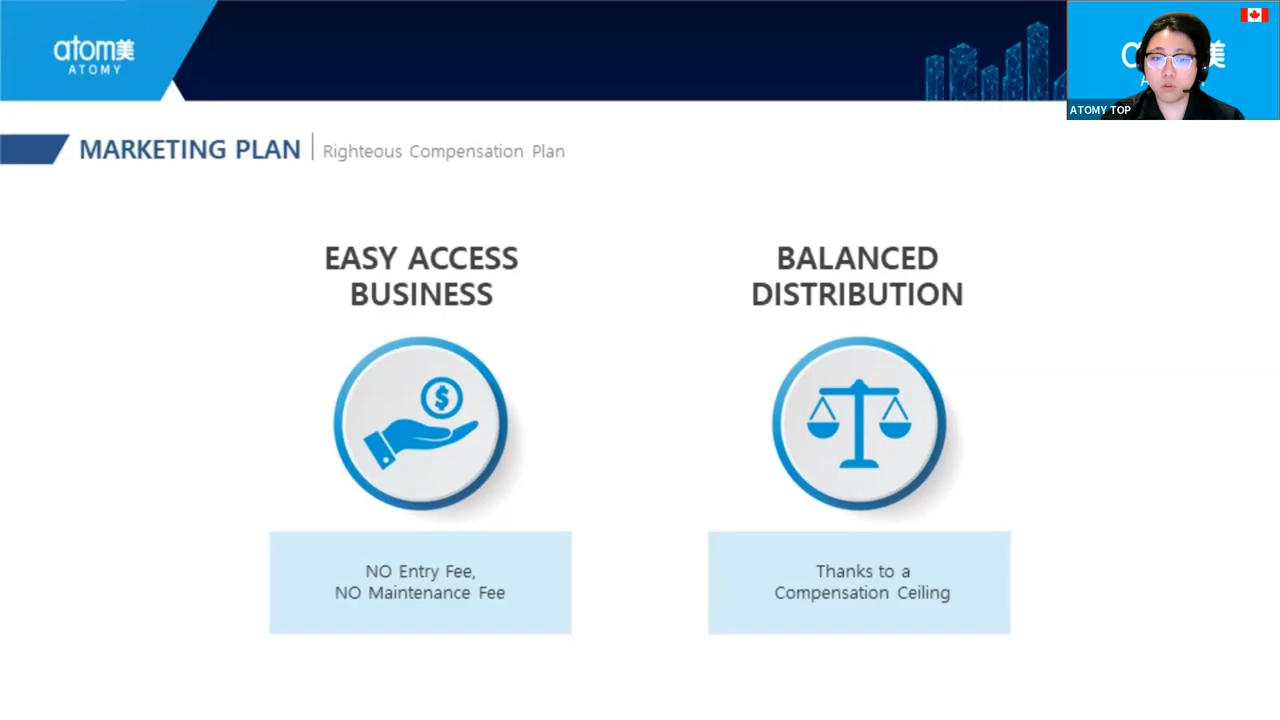 atom美
ATOMY
美
ATOMY TOP
MARKETING PLAN
Righteous Compensation Plan
EASY ACCESS
BUSINESS
BALANCED
DISTRIBUTION
$
NO Entry Fee,
NO Maintenance Fee
Thanks to a
Compensation Ceiling